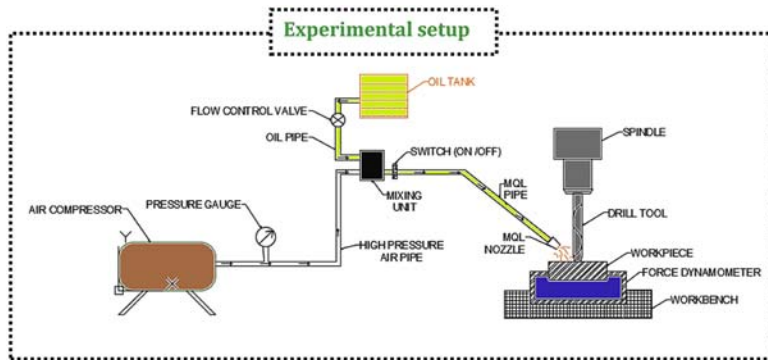 Experimental setup
OIL TANK
FLOW CONTROL VALVE
OIL PIPE
SWITCH (ON /OFF)
SPINDLE
MIXING
UNIT
MQL
PIPE
PRESSURE GAUGE
DRILL TOOL
AIR COMPRESSOR
MQL
NOZZLE
HIGH PRESSURE
AIR PIPE
WORKPIECE
FORCE DYNAMOMETER
WORKBENCH
Y
X